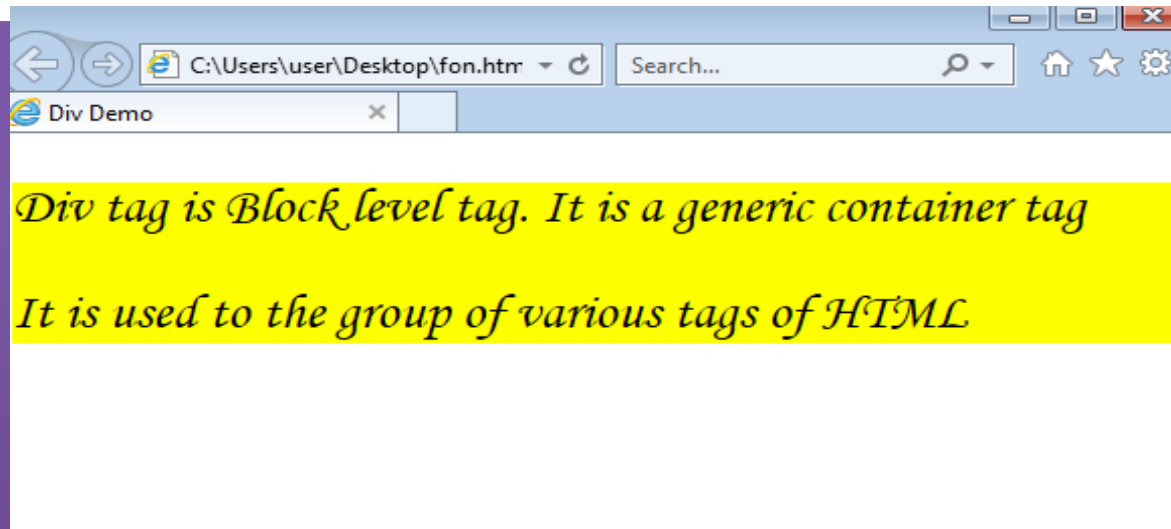 C:\Users\user\Desktop\fon.htm
Search...
Div Demo
Div tag is Block level tag. It is a generic container tag
It is used to the group of various tags of HTML